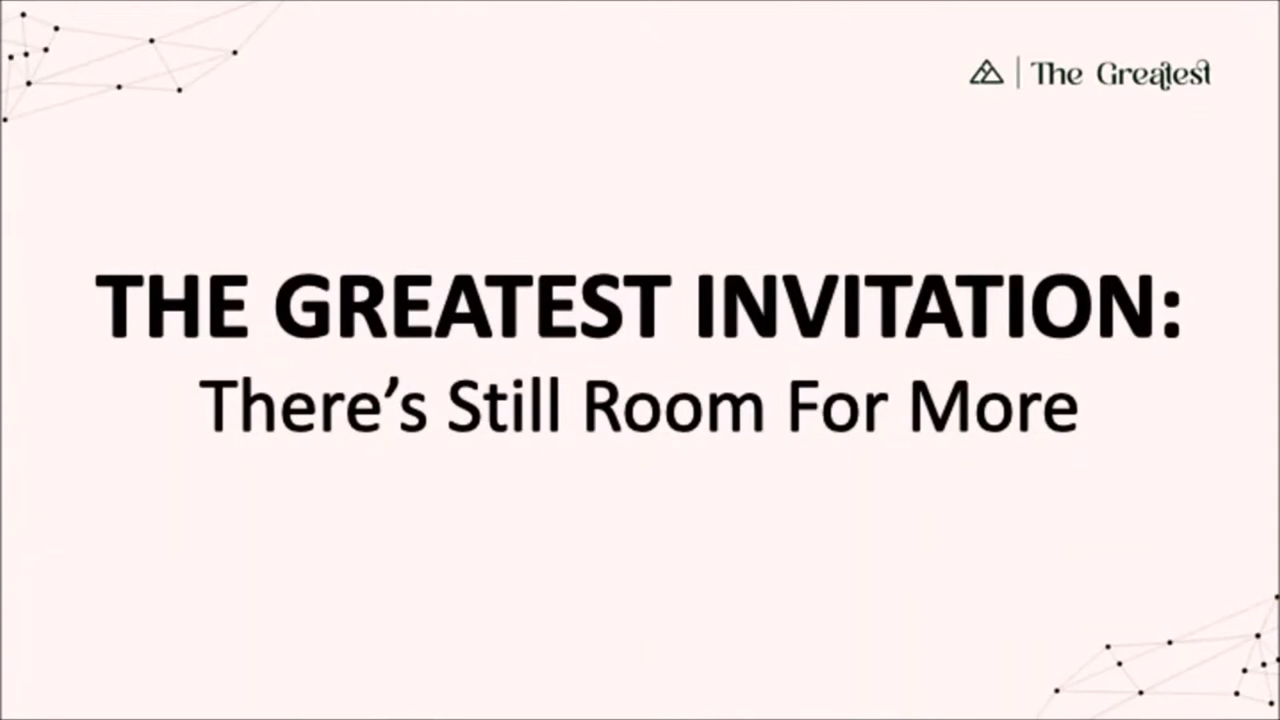 The Greatest
THE GREATEST INVITATION:
There’s Still Room For More